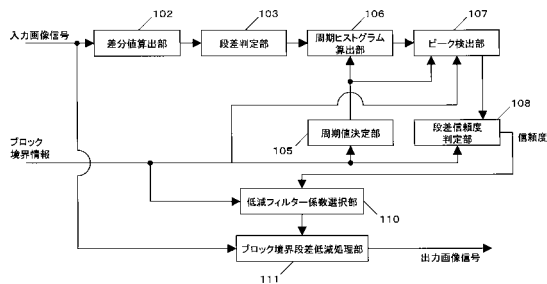 102
103
106
107
入力画像信号
差分値算出部
段差判定部
周期ヒストグラム
算出部
ピーク検出部
108
ブロック
境界情報
105
周期値決定部
段差信頼度
判定部
信頼度
低減フィルター係数選択部
110
ブロック境界段差低減処理部
出力画像信号
111